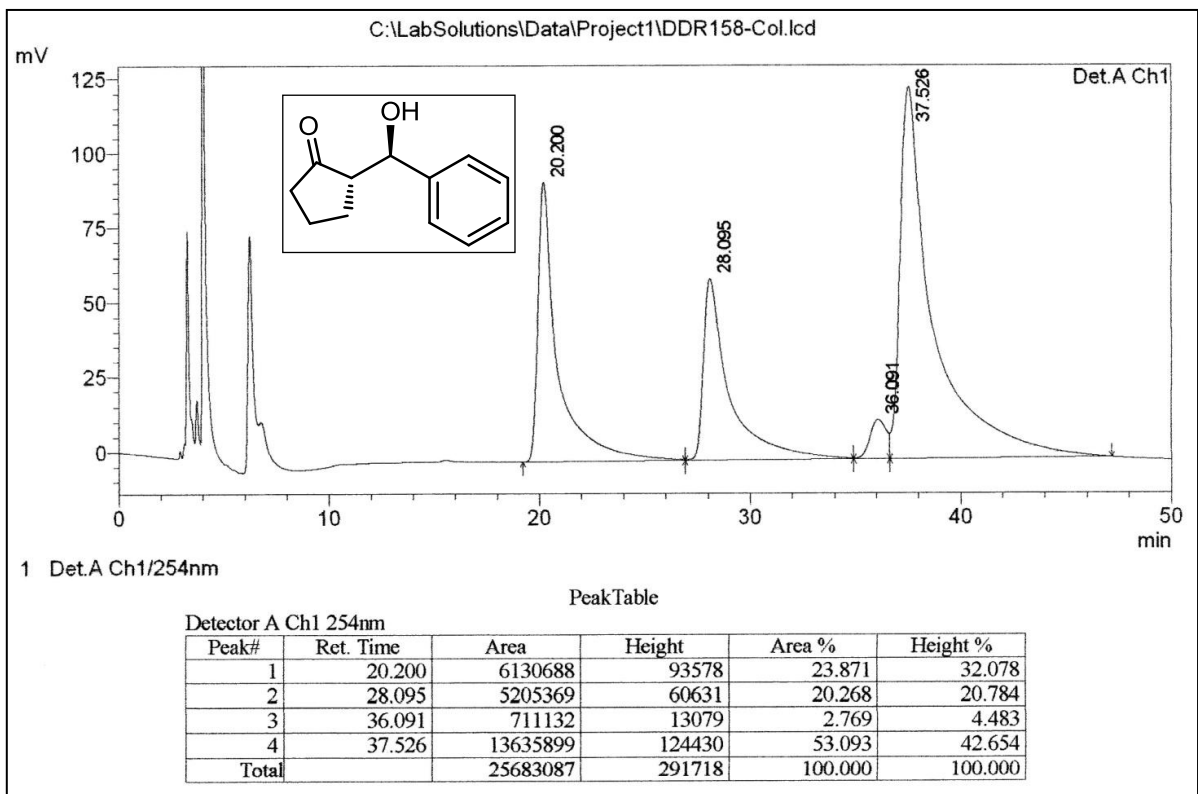 C:\LabSolutions\Data\Project1\DDR158-Col.lcd
mV
Det.A Ch1
125
100
75
50
25
0
20.200
28.095
36.091
37.526
O
OH
0 10 20 30 40 50
min
1 Det.A Ch1/254nm
PeakTable
Detector A Ch1 254nm
Peak# Ret. Time Area Height Area % Height %
1 20.200 6130688 93578 23.871 32.078
2 28.095 5205369 60631 20.268 20.784
3 36.091 711132 13079 2.769 4.483
4 37.526 13635899 124430 53.093 42.654
Total 25683087 291718 100.000 100.000